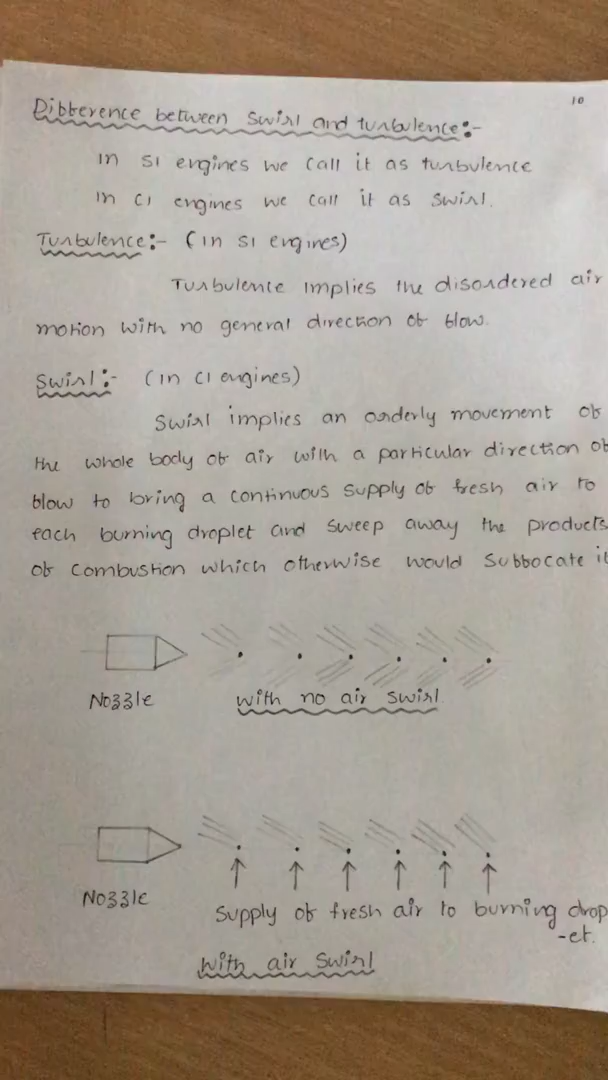 10
Difference between swirl and turbulence:-
In SI engines we call it as turbulence
In CI engines we call it as swirl.
Turbulence:- (in SI engines)
Turbulence implies the disordered air
motion with no general direction of flow.
Swirl:- (in CI engines)
Swirl implies an orderly movement of
the whole body of air with a particular direction of
flow to bring a continuous supply of fresh air to
each burning droplet and sweep away the products
of combustion which otherwise would suffocate it
Nozzle
with no air swirl
Nozzle
Supply of fresh air to burning drop
-et.
With air swirl